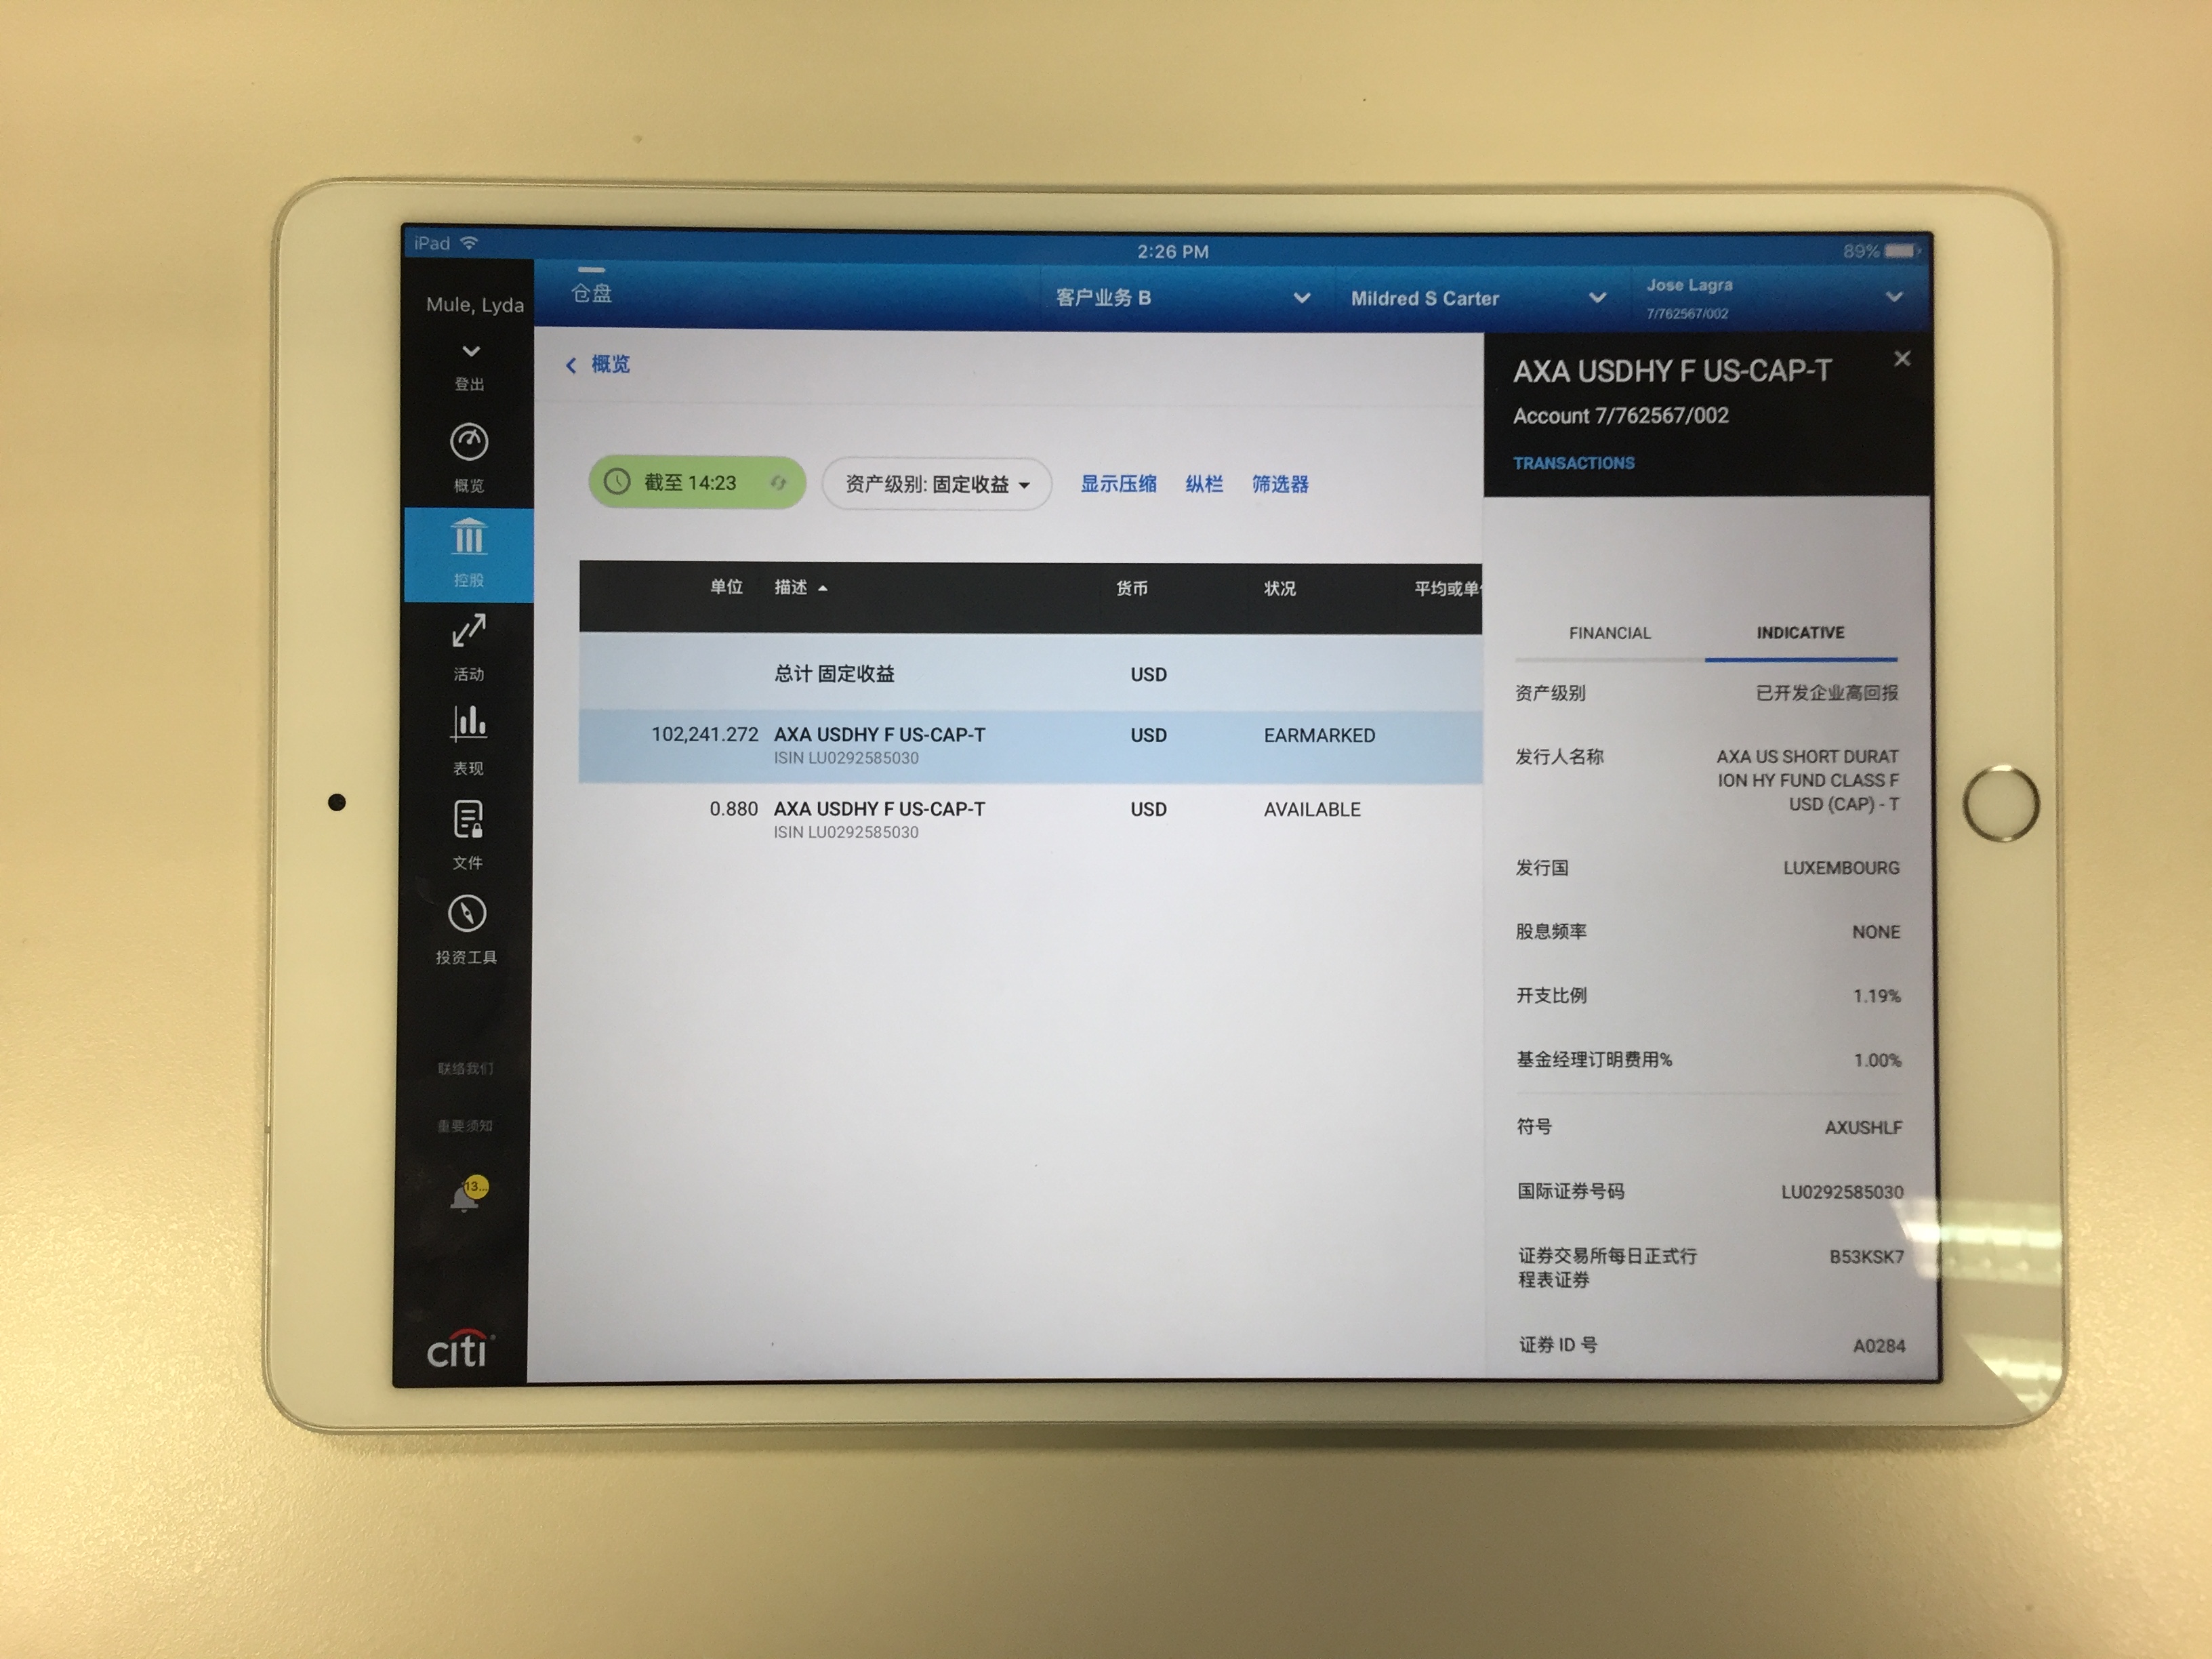 iPad
2:26 PM
89%
Mule, Lyda
仓盘
客户业务 B
Mildred S Carter
Jose Lagra
7/762567/002
登出
概览
控股
活动
表现
文件
投资工具
联络我们
重要须知
13...
citi
概览
截至 14:23
资产级别: 固定收益
显示压缩
纵栏
筛选器
单位 描述 货币 状况 平均或单
总计 固定收益 USD
102,241.272 AXA USDHY F US-CAP-T USD EARMARKED
ISIN LU0292585030
0.880 AXA USDHY F US-CAP-T USD AVAILABLE
ISIN LU0292585030
AXA USDHY F US-CAP-T
Account 7/762567/002
TRANSACTIONS
FINANCIAL INDICATIVE
资产级别 已开发企业高回报
发行人名称 AXA US SHORT DURAT
ION HY FUND CLASS F
USD (CAP) - T
发行国 LUXEMBOURG
股息频率 NONE
开支比例 1.19%
基金经理订明费用% 1.00%
符号 AXUSHLF
国际证券号码 LU0292585030
证券交易所每日正式行 B53KSK7
程表证券
证券 ID 号 A0284